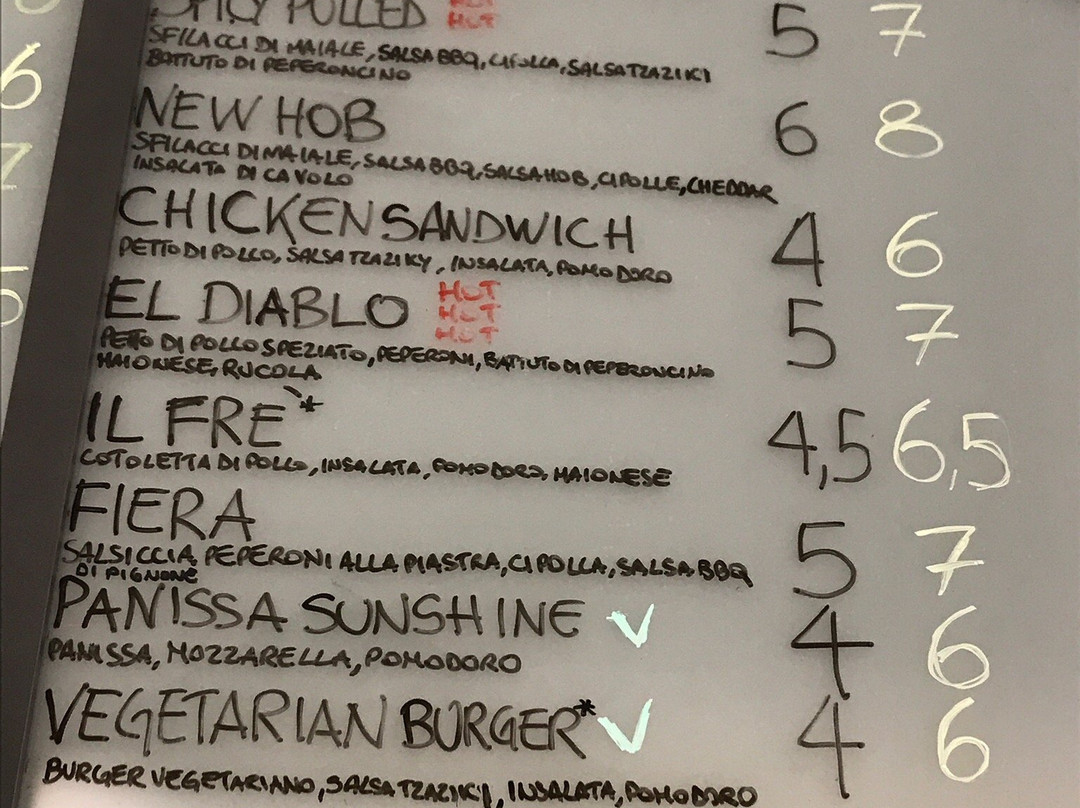 SPICY PULLED HOT HOT 5 7
SFILACCI DI MAIALE, SALSA BBQ, CIPOLLA, SALSA TZAZIKI
BATTUTO DI PEPERONCINO
6
NEW HOB 6 8
SFILACCI DI MAIALE, SALSA BBQ, SALSA HOB, CIPOLLE, CHEDDAR
INSALATA DI CAVOLO
7
CHICKEN SANDWICH 4 6
PETTO DI POLLO, SALSA TZAZIKY, INSALATA, POMODORO
EL DIABLO HOT HOT HOT 5 7
PETTO DI POLLO SPEZIATO, PEPERONI, BATTUTO DI PEPERONCINO
MAIONESE, RUCOLA
IL FRE* 4,5 6,5
COTOLETTA DI POLLO, INSALATA, POMODORO, MAIONESE
FIERA 5 7
SALSICCIA, PEPERONI ALLA PIASTRA, CIPOLLA, SALSA BBQ
DI PIGNONE
PANISSA SUNSHINE V 4 6
PANISSA, MOZZARELLA, POMODORO
VEGETARIAN BURGER* V 4 6
BURGER VEGETARIANO, SALSA TZAZIKI, INSALATA, POMODORO